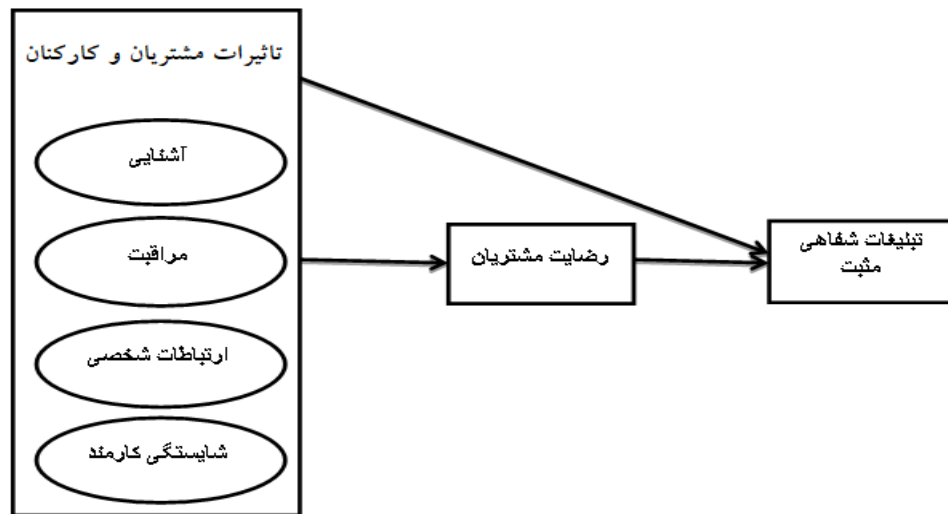 تاثیرات مشتریان و کارکنان
آشنایی
مراقبت
ارتباطات شخصی
شایستگی کارمند
رضایت مشتریان
تبلیغات شفاهی
مثبت